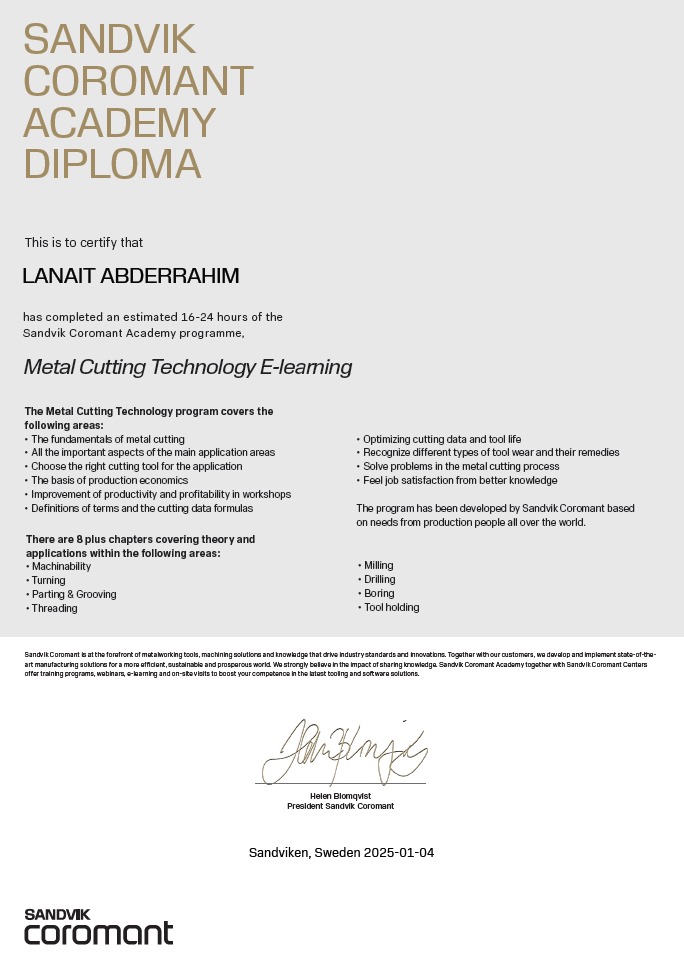 SANDVIK
COROMANT
ACADEMY
DIPLOMA
This is to certify that
LANAIT ABDERRAHIM
has completed an estimated 16-24 hours of the
Sandvik Coromant Academy programme,
Metal Cutting Technology E-learning
The Metal Cutting Technology program covers the
following areas:
• The fundamentals of metal cutting
• All the important aspects of the main application areas
• Choose the right cutting tool for the application
• The basis of production economics
• Improvement of productivity and profitability in workshops
• Definitions of terms and the cutting data formulas
• Optimizing cutting data and tool life
• Recognize different types of tool wear and their remedies
• Solve problems in the metal cutting process
• Feel job satisfaction from better knowledge
The program has been developed by Sandvik Coromant based
on needs from production people all over the world.
There are 8 plus chapters covering theory and
applications within the following areas:
• Machinability
• Turning
• Parting & Grooving
• Threading
• Milling
• Drilling
• Boring
• Tool holding
Sandvik Coromant is at the forefront of metalworking tools, machining solutions and knowledge that drive industry standards and innovations. Together with our customers, we develop and implement state-of-the-
art manufacturing solutions for a more efficient, sustainable and prosperous world. We strongly believe in the impact of sharing knowledge. Sandvik Coromant Academy together with Sandvik Coromant Centers
offer training programs, webinars, e-learning and on-site visits to boost your competence in the latest tooling and software solutions.
Helen Blomqvist
President Sandvik Coromant
Sandviken, Sweden 2025-01-04
SANDVIK
coromant